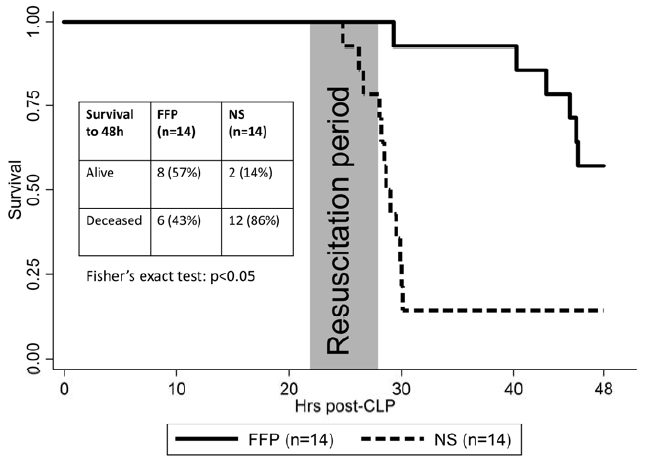 1.00
0.75
0.50
0.25
0.00
Survival
Survival to 48h FFP (n=14) NS (n=14)
Alive 8 (57%) 2 (14%)
Deceased 6 (43%) 12 (86%)
Fisher's exact test: p<0.05
Resuscitation period
0 10 20 30 40 48
Hrs post-CLP
FFP (n=14) NS (n=14)